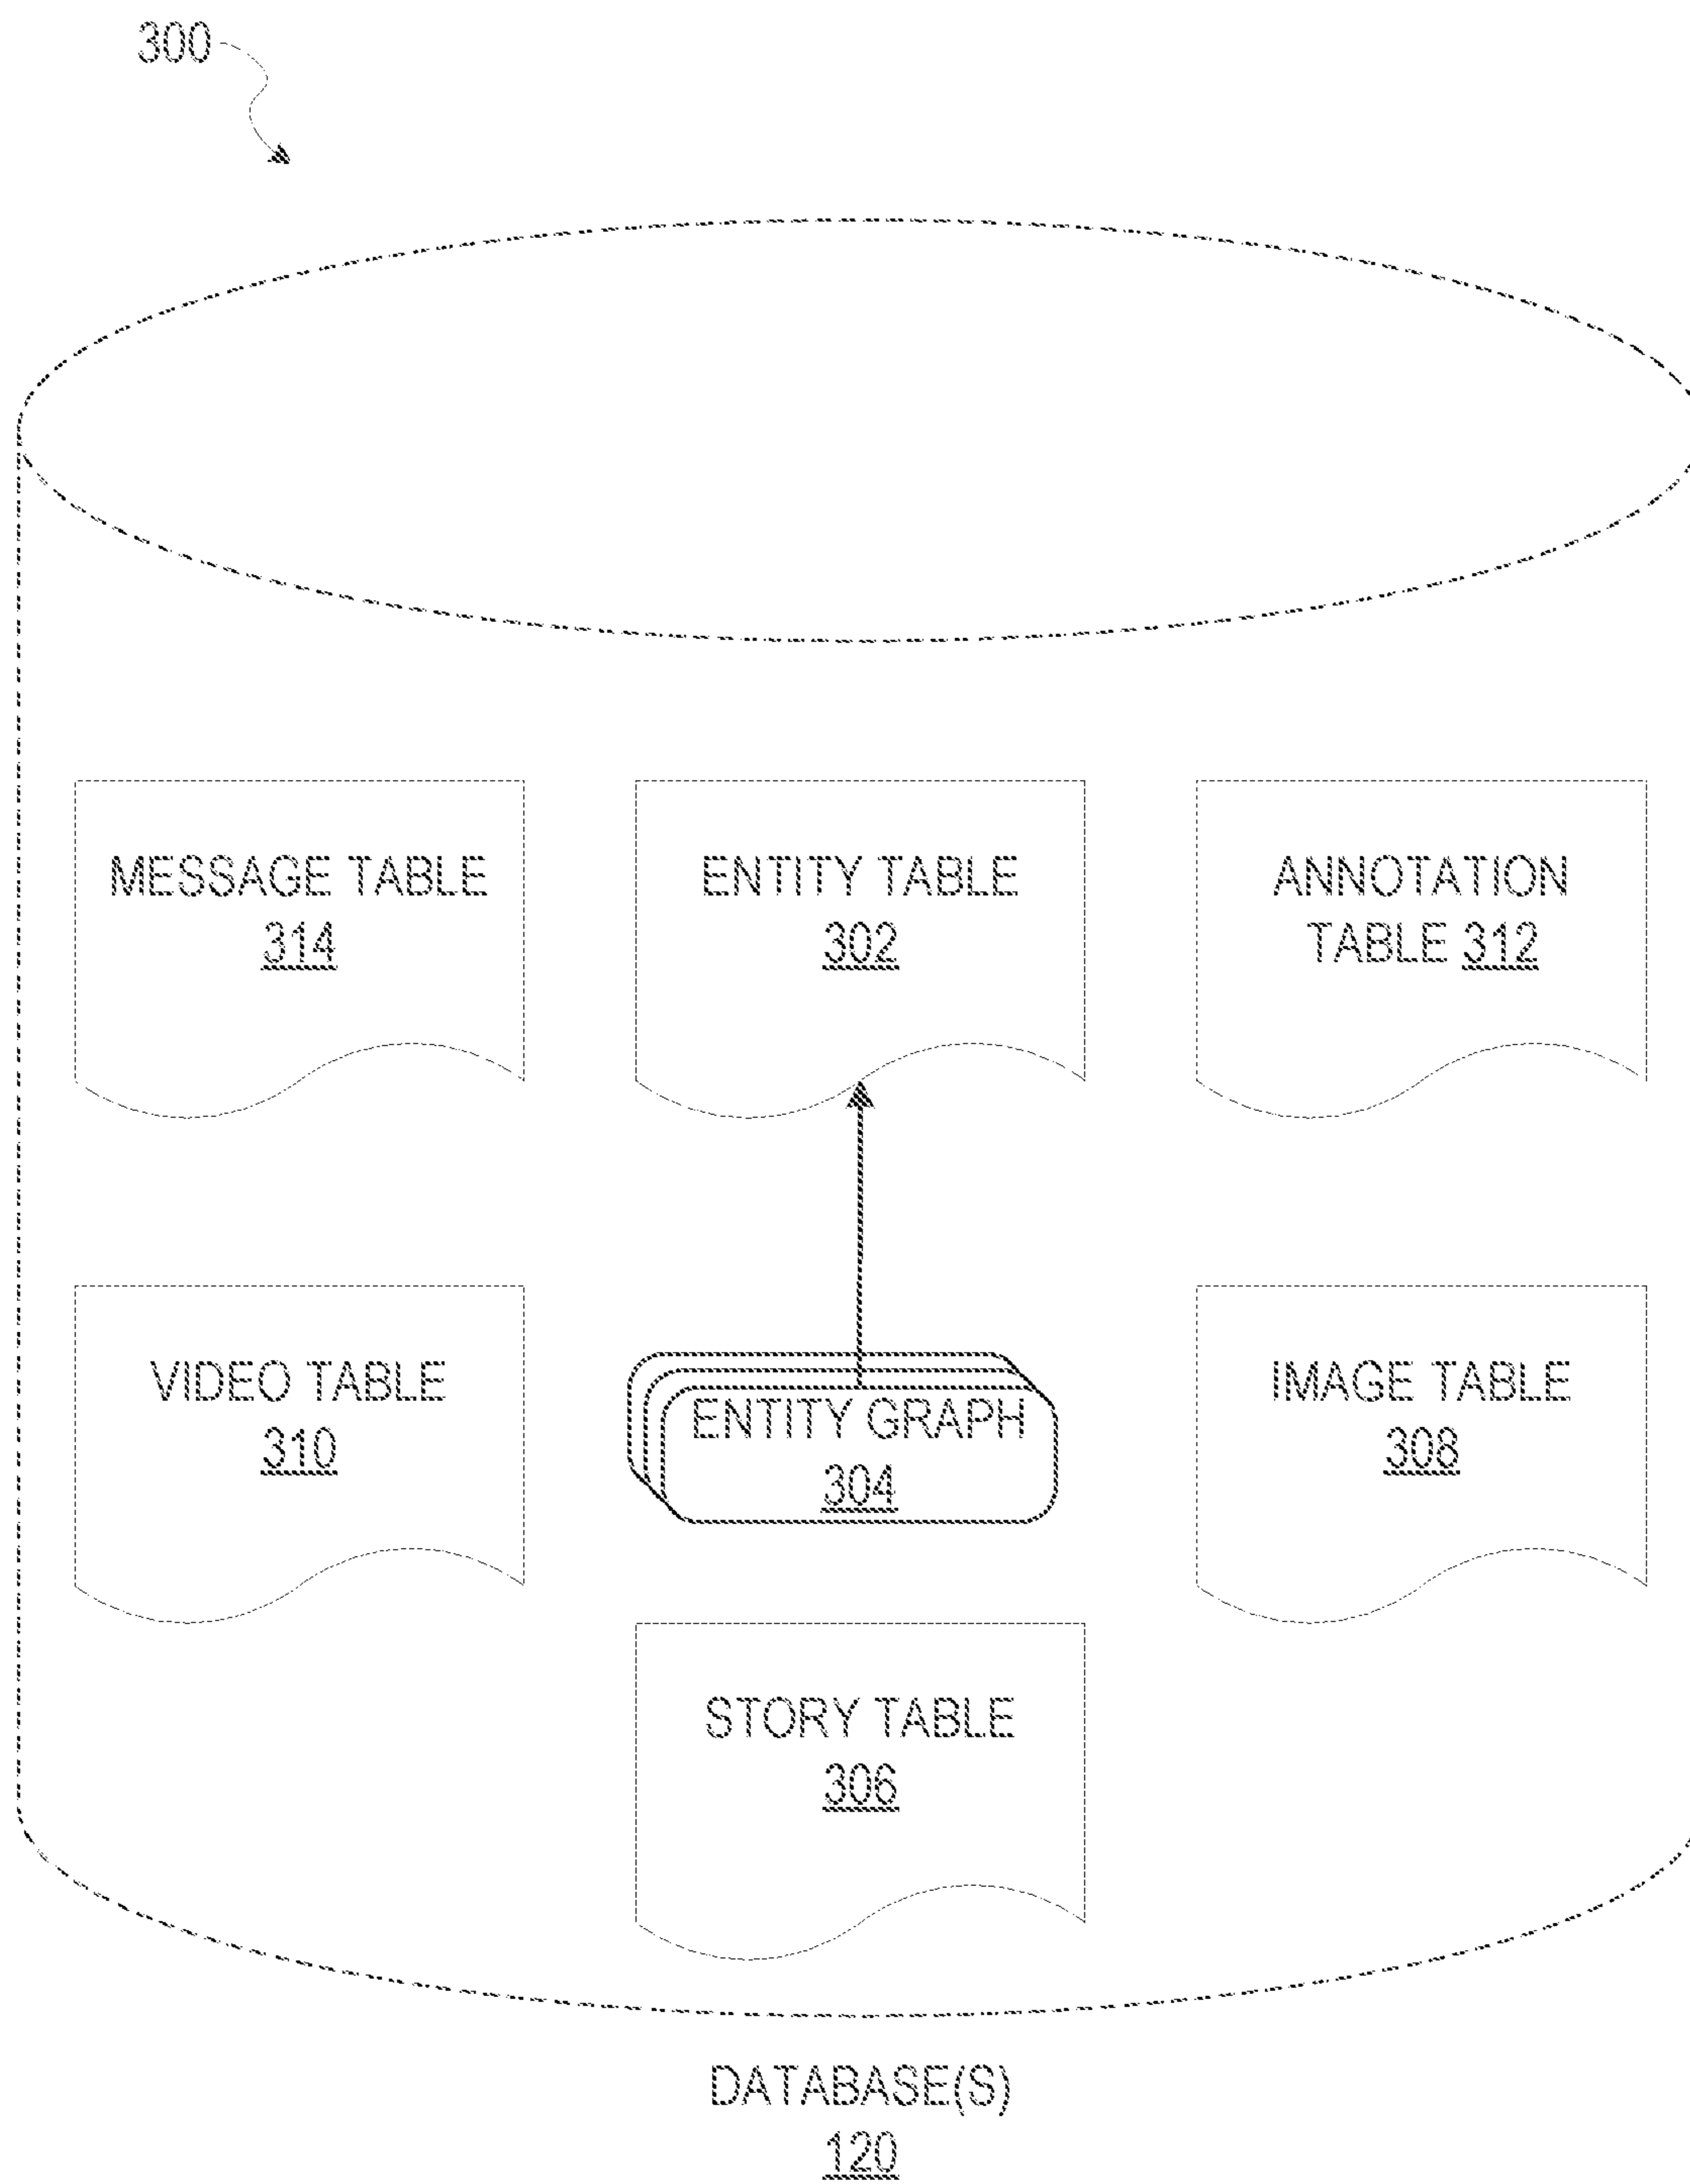 300
MESSAGE TABLE
314
ENTITY TABLE
302
ANNOTATION
TABLE 312
VIDEO TABLE
310
ENTITY GRAPH
304
IMAGE TABLE
308
STORY TABLE
306
DATABASE(S)
120